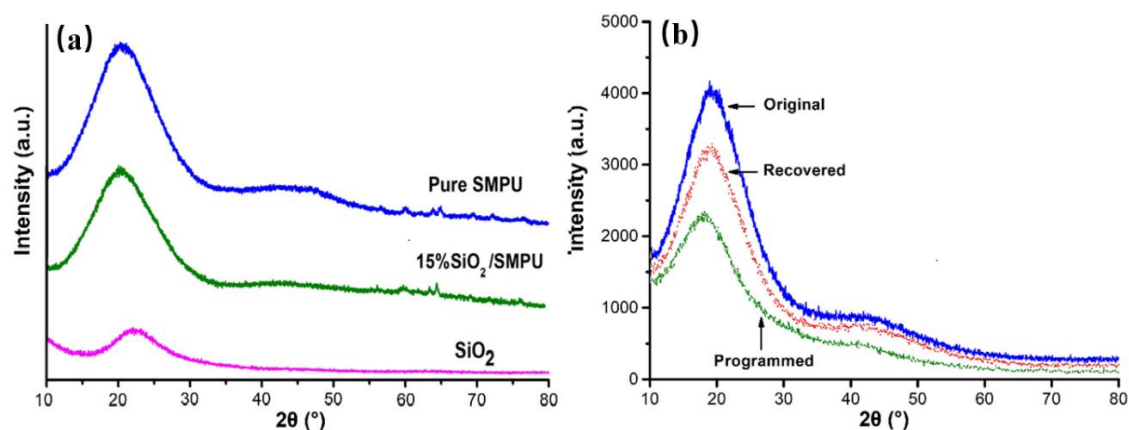 (a)
Intensity (a.u.)
Pure SMPU
15%SiO₂/SMPU
SiO₂
10 20 30 40 50 60 70 80
2θ (°)
(b)
Intensity (a.u.)
5000
4000
3000
2000
1000
0
Original
Recovered
Programmed
10 20 30 40 50 60 70 80
2θ (°)